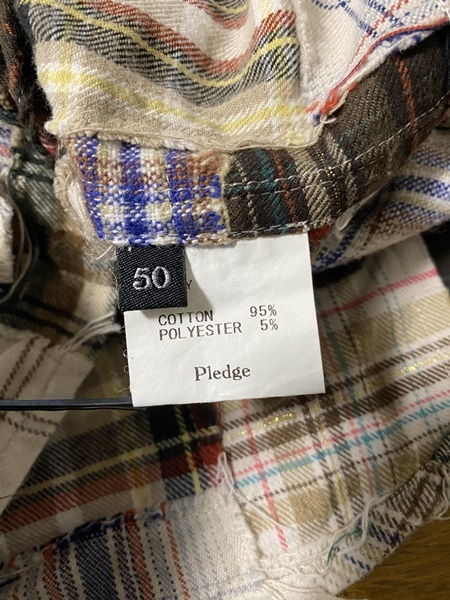 50
Y
COTTON 95%
POLYESTER 5%
Pledge